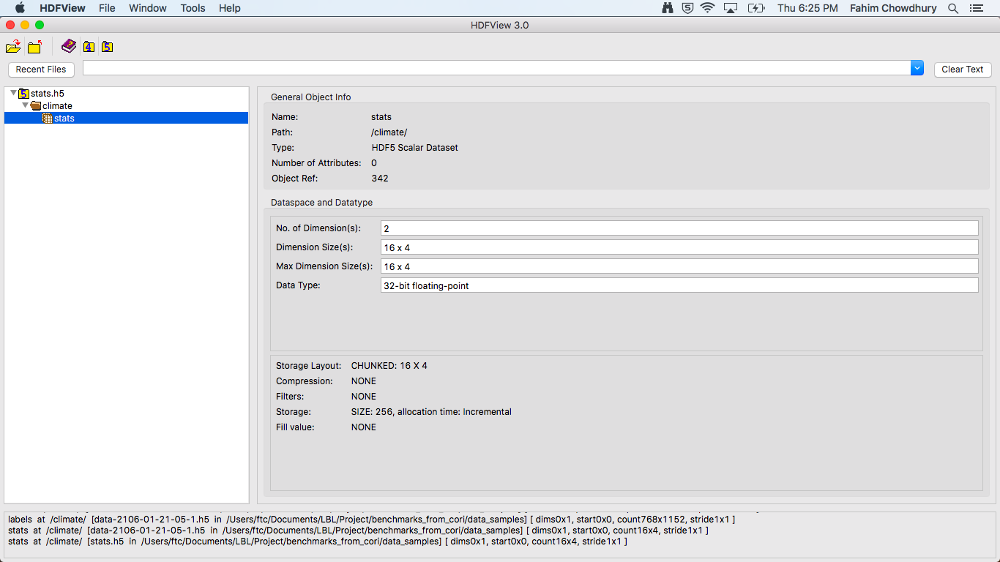 HDFView File Window Tools Help Thu 6:25 PM Fahim Chowdhury
HDFView 3.0
4 5
Recent Files Clear Text
5 stats.h5
climate
stats
General Object Info
Name: stats
Path: /climate/
Type: HDF5 Scalar Dataset
Number of Attributes: 0
Object Ref: 342
Dataspace and Datatype
No. of Dimension(s): 2
Dimension Size(s): 16 x 4
Max Dimension Size(s): 16 x 4
Data Type: 32-bit floating-point
Storage Layout: CHUNKED: 16 X 4
Compression: NONE
Filters: NONE
Storage: SIZE: 256, allocation time: Incremental
Fill value: NONE
labels at /climate/ [data-2106-01-21-05-1.h5 in /Users/ftc/Documents/LBL/Project/benchmarks_from_cori/data_samples] [ dims0x1, start0x0, count768x1152, stride1x1 ]
stats at /climate/ [data-2106-01-21-05-1.h5 in /Users/ftc/Documents/LBL/Project/benchmarks_from_cori/data_samples] [ dims0x1, start0x0, count16x4, stride1x1 ]
stats at /climate/ [stats.h5 in /Users/ftc/Documents/LBL/Project/benchmarks_from_cori/data_samples] [ dims0x1, start0x0, count16x4, stride1x1 ]